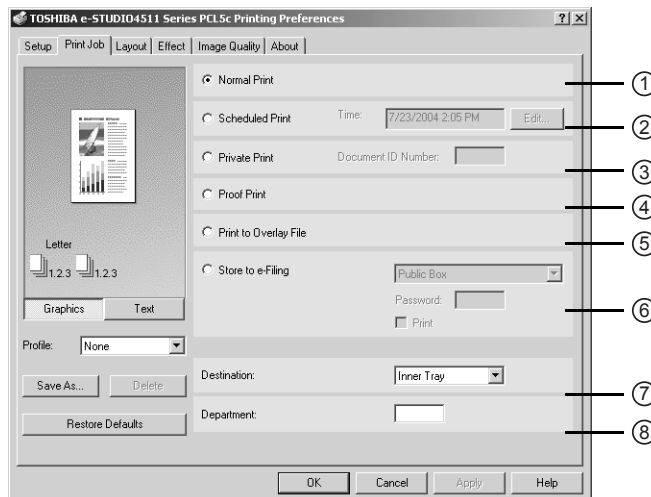 TOSHIBA e-STUDIO4511 Series PCL5c Printing Preferences
Setup Print Job Layout Effect Image Quality About
Normal Print
Scheduled Print Time: 7/23/2004 2:05 PM Edit...
Private Print Document ID Number:
Proof Print
Print to Overlay File
Store to e-Filing Public Box
Password:
Print
Letter
1.2.3 1.2.3
Graphics Text
Profile: None
Save As... Delete
Restore Defaults
Destination: Inner Tray
Department:
OK Cancel Apply Help
1
2
3
4
5
6
7
8